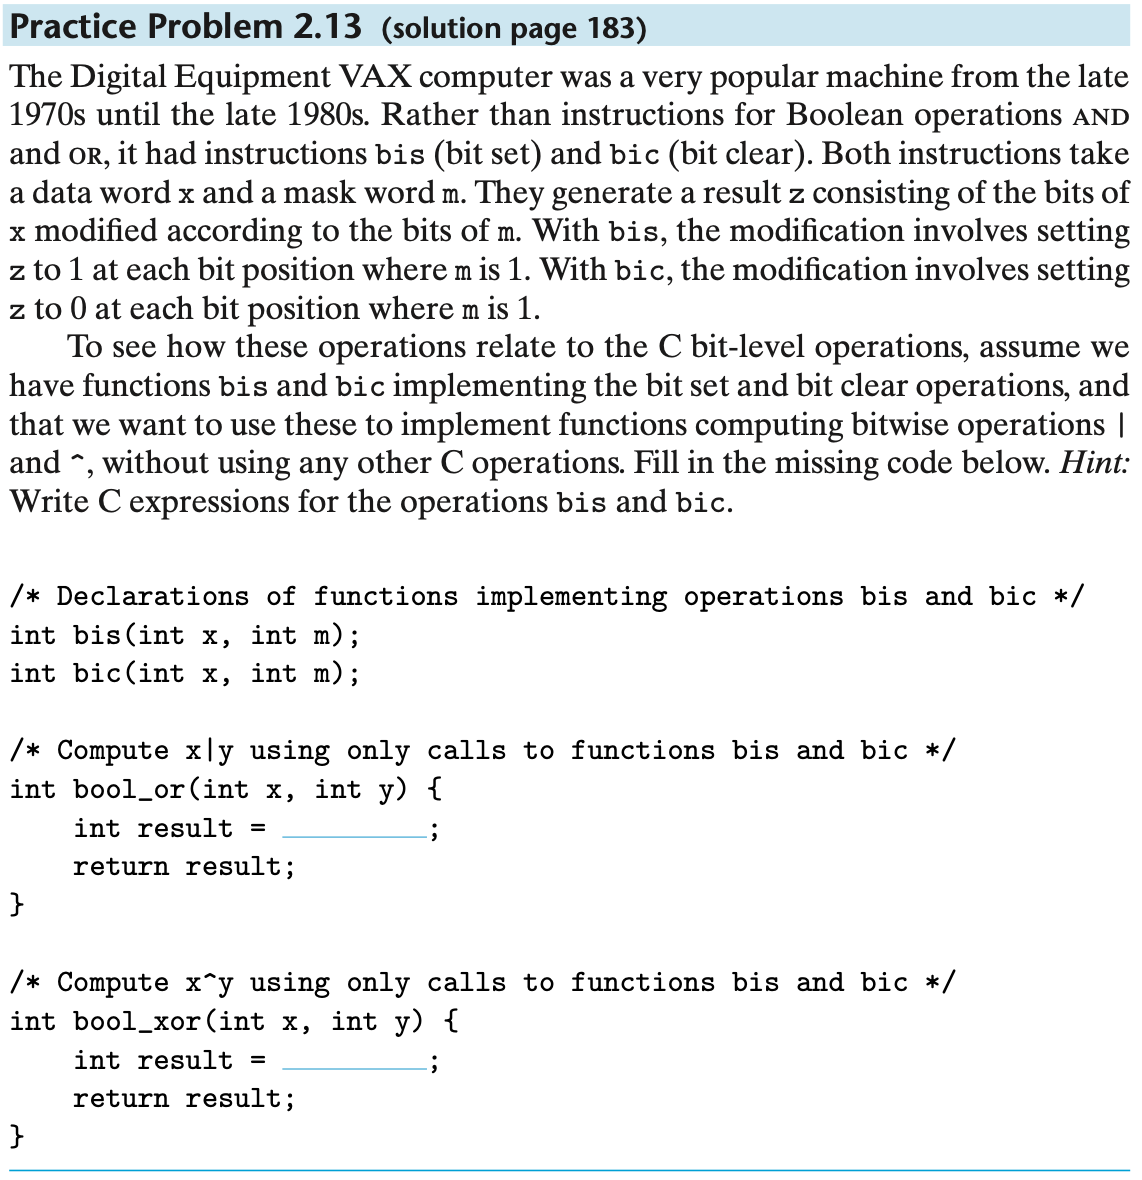 Practice Problem 2.13 (solution page 183)
The Digital Equipment VAX computer was a very popular machine from the late
1970s until the late 1980s. Rather than instructions for Boolean operations AND
and OR, it had instructions bis (bit set) and bic (bit clear). Both instructions take
a data word x and a mask word m. They generate a result z consisting of the bits of
x modified according to the bits of m. With bis, the modification involves setting
z to 1 at each bit position where m is 1. With bic, the modification involves setting
z to 0 at each bit position where m is 1.
To see how these operations relate to the C bit-level operations, assume we
have functions bis and bic implementing the bit set and bit clear operations, and
that we want to use these to implement functions computing bitwise operations |
and ^, without using any other C operations. Fill in the missing code below. Hint:
Write C expressions for the operations bis and bic.
/* Declarations of functions implementing operations bis and bic */
int bis(int x, int m);
int bic(int x, int m);
/* Compute x|y using only calls to functions bis and bic */
int bool_or(int x, int y) {
    int result = _________;
    return result;
}
/* Compute x^y using only calls to functions bis and bic */
int bool_xor(int x, int y) {
    int result = _________;
    return result;
}